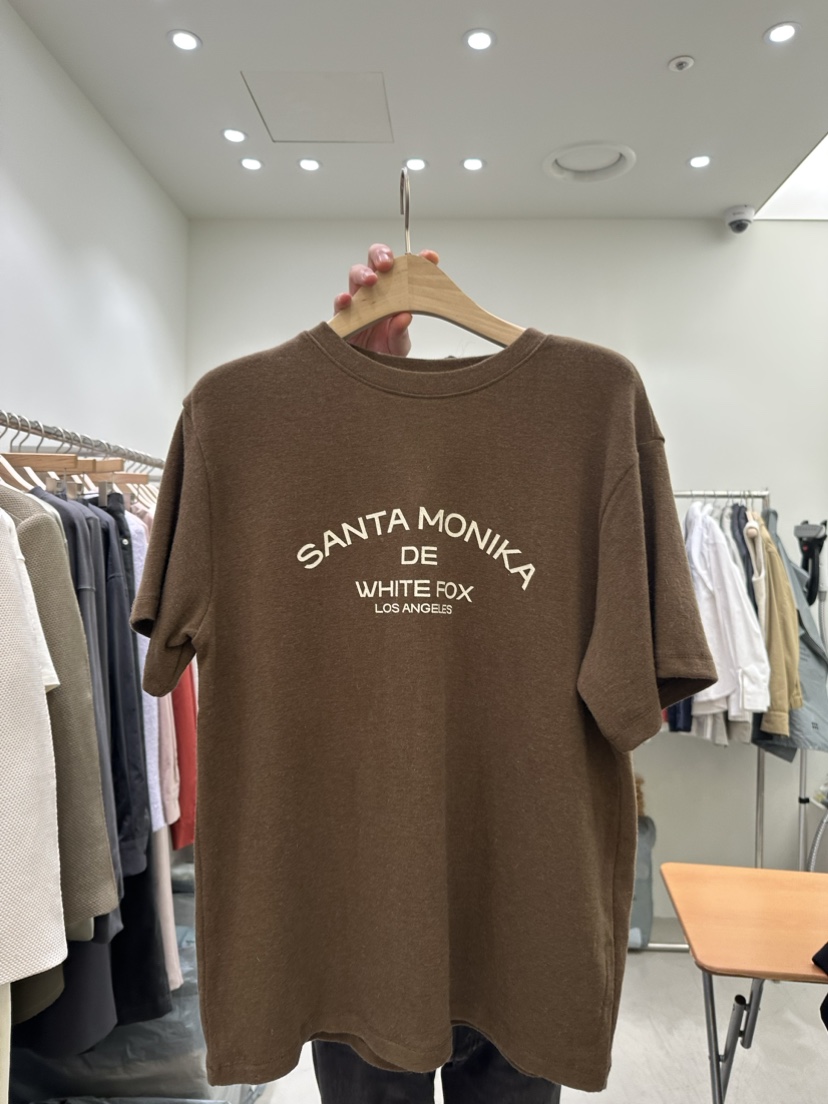 SANTA MONIKA
DE
WHITE FOX
LOS ANGELES